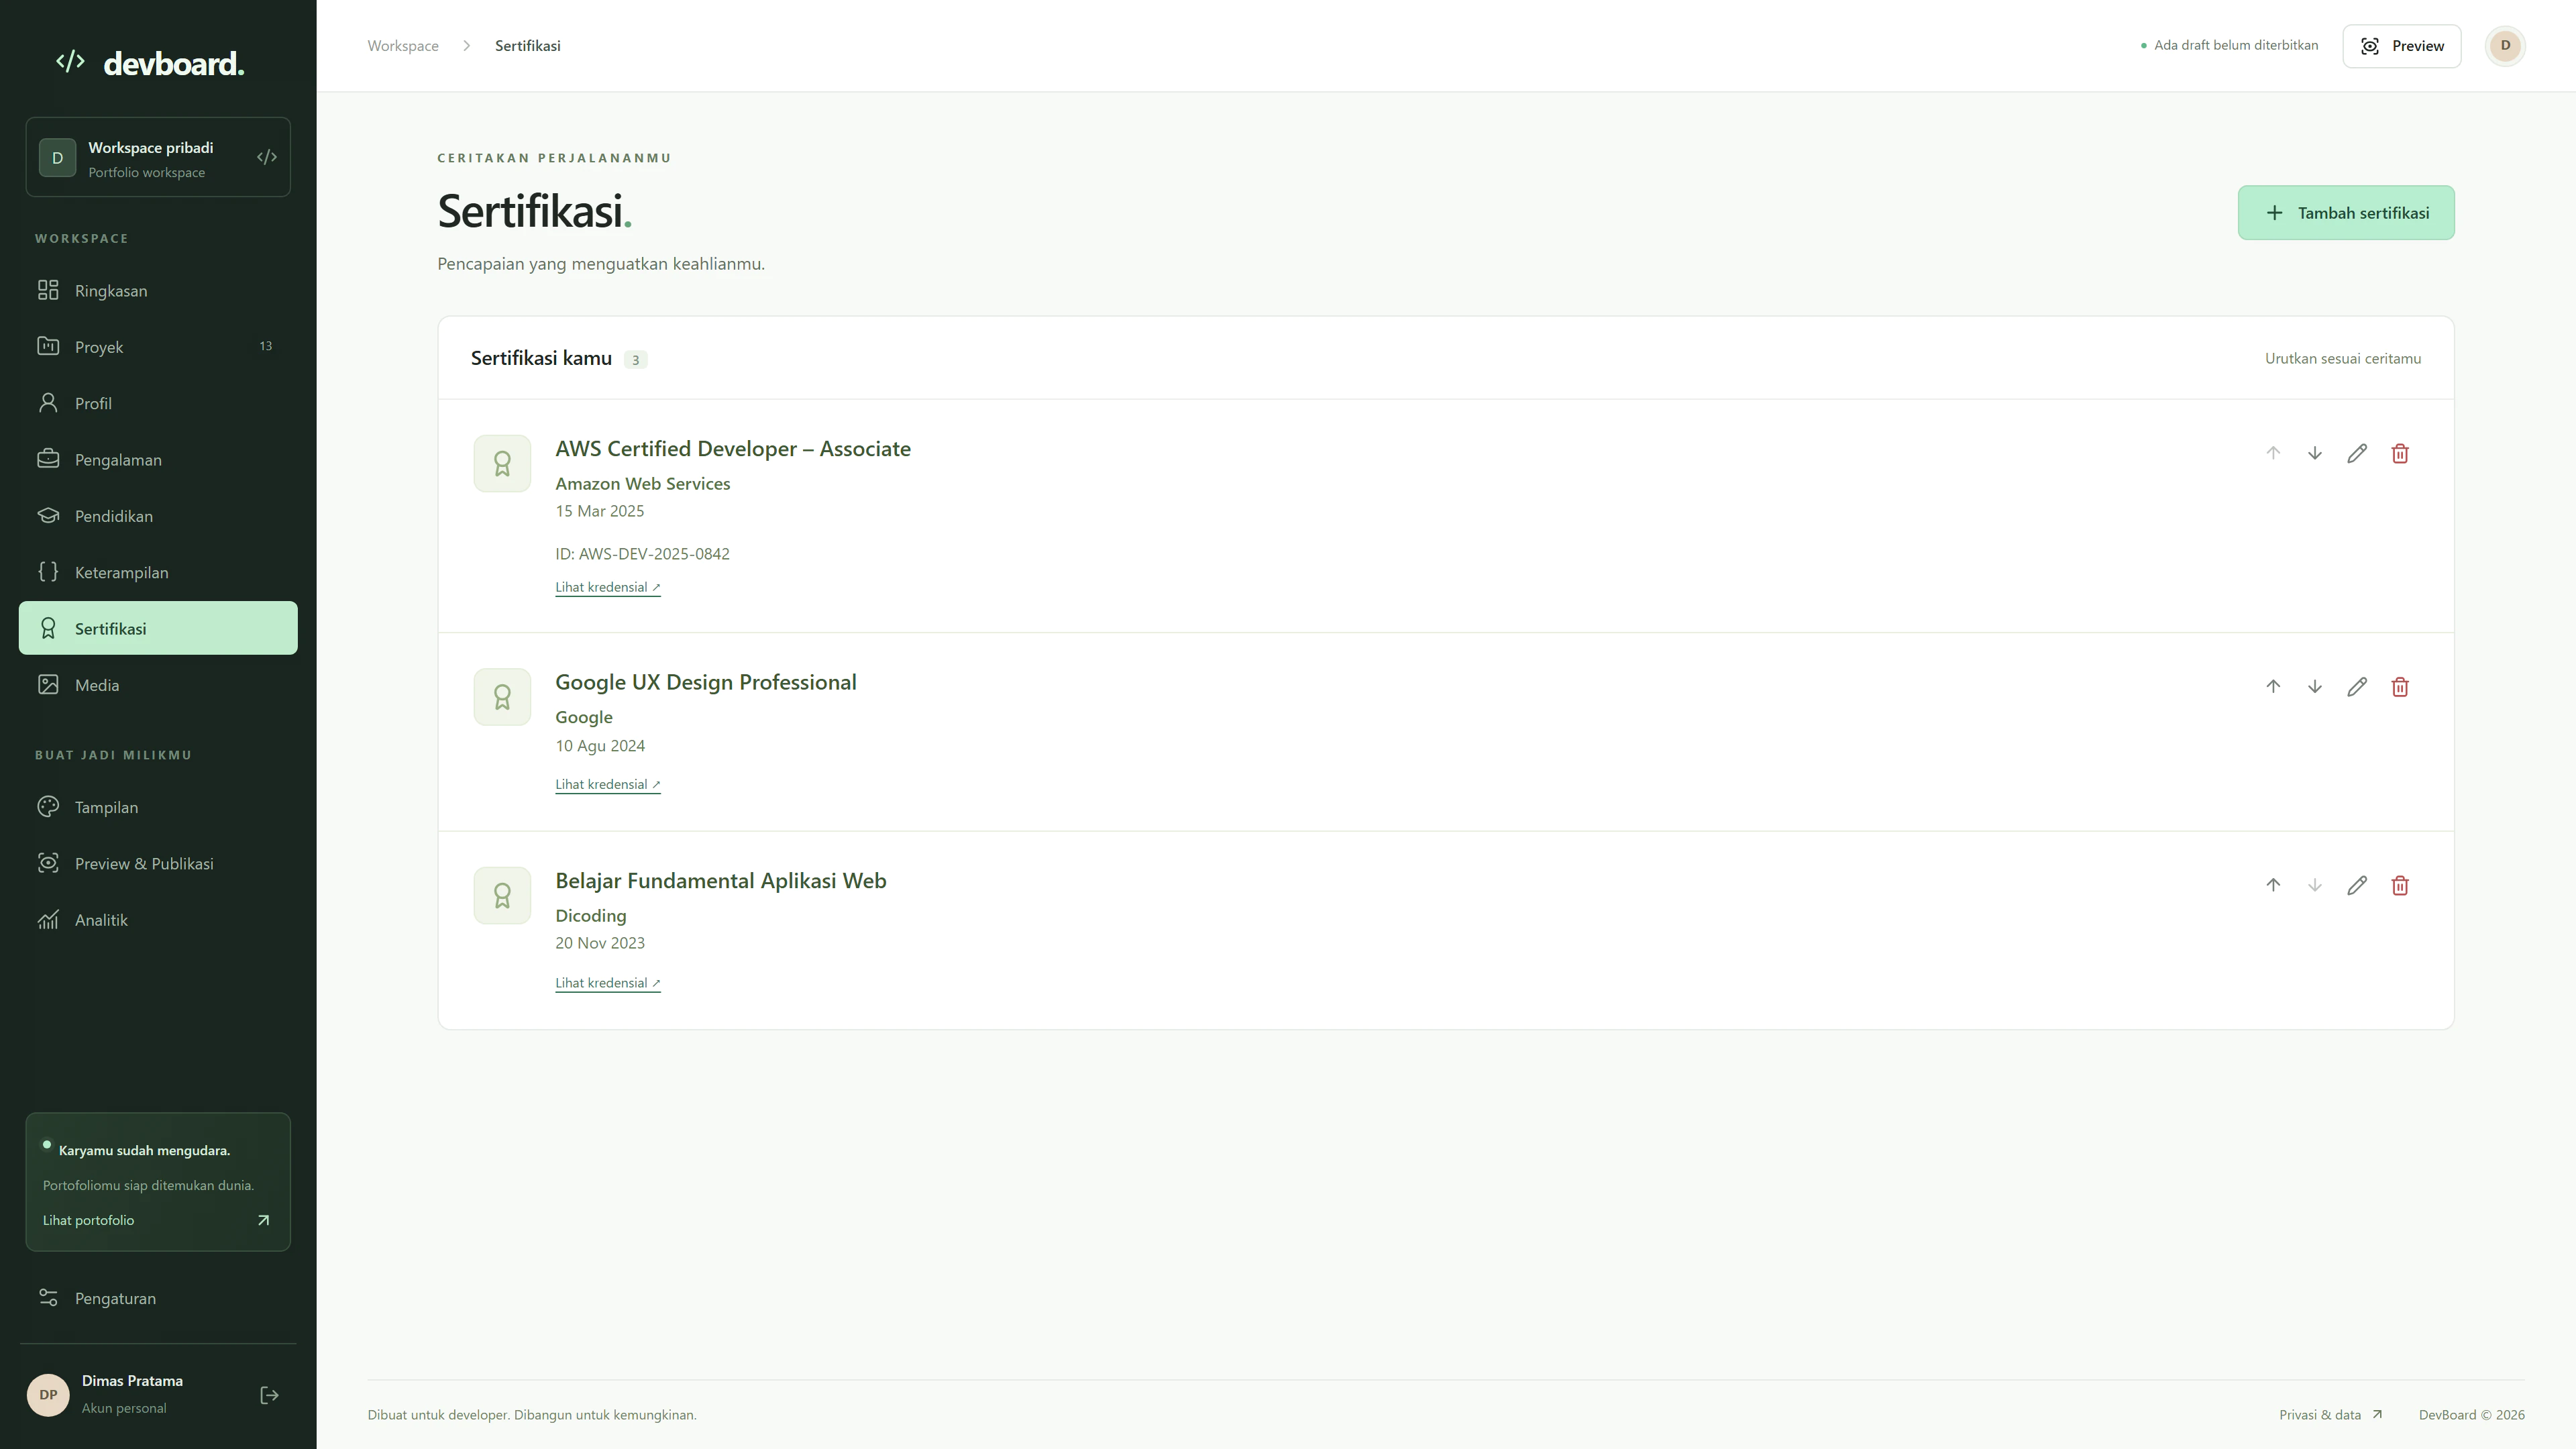 </> devboard.
D
Workspace pribadi
Portfolio workspace
</>
WORKSPACE
Ringkasan
Proyek 13
Profil
Pengalaman
Pendidikan
{ } Keterampilan
Sertifikasi
Media
BUAT JADI MILIKMU
Tampilan
Preview & Publikasi
Analitik
Karyamu sudah mengudara.
Portofoliomu siap ditemukan dunia.
Lihat portofolio
Pengaturan
DP
Dimas Pratama
Akun personal
Workspace > Sertifikasi
Ada draft belum diterbitkan
Preview
D
CERITAKAN PERJALANANMU
Sertifikasi.
Pencapaian yang menguatkan keahlianmu.
+ Tambah sertifikasi
Sertifikasi kamu 3
Urutkan sesuai ceritamu
AWS Certified Developer – Associate
Amazon Web Services
15 Mar 2025
ID: AWS-DEV-2025-0842
Lihat kredensial ↗
Google UX Design Professional
Google
10 Agu 2024
Lihat kredensial ↗
Belajar Fundamental Aplikasi Web
Dicoding
20 Nov 2023
Lihat kredensial ↗
Dibuat untuk developer. Dibangun untuk kemungkinan.
Privasi & data
DevBoard © 2026